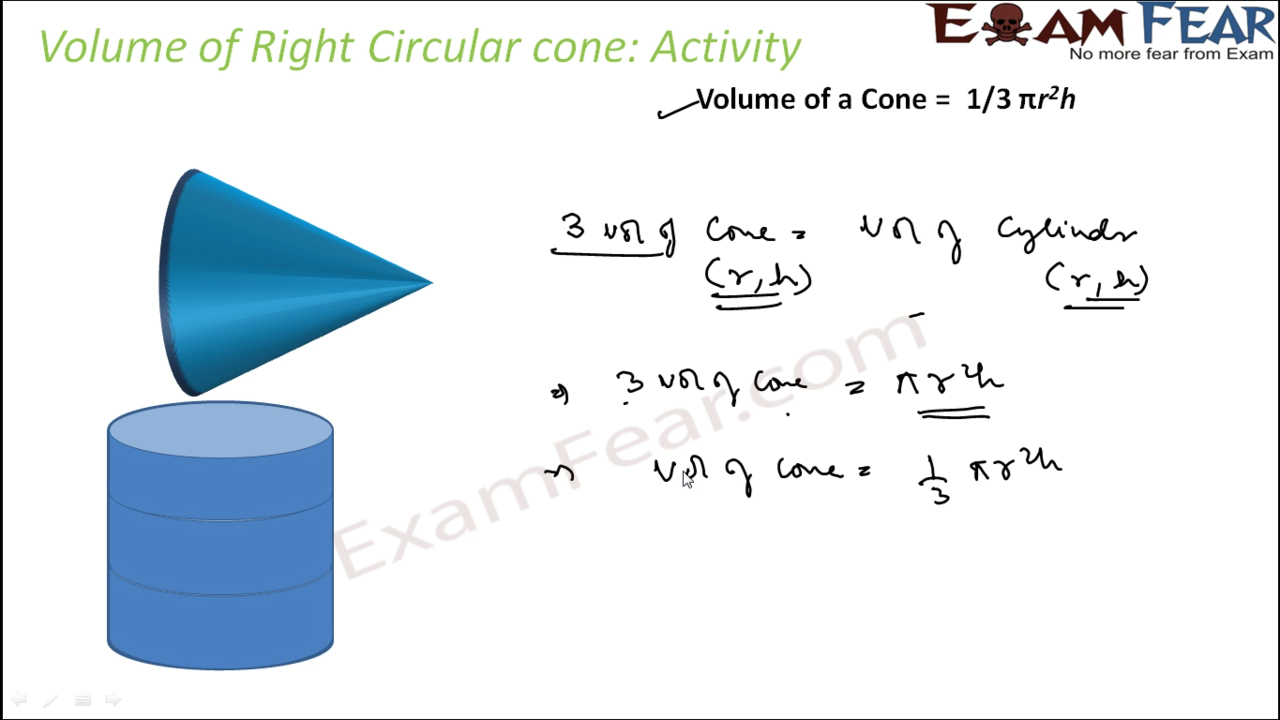 Volume of Right Circular cone: Activity
EXAM FEAR
No more fear from Exam
Volume of a Cone = 1/3 πr²h
3 vol of cone = vol of cylinder
(r, h) (r, h)
⇒ 3 vol of cone = πr²h
⇒ vol of cone = 1/3 πr²h
ExamFear.com